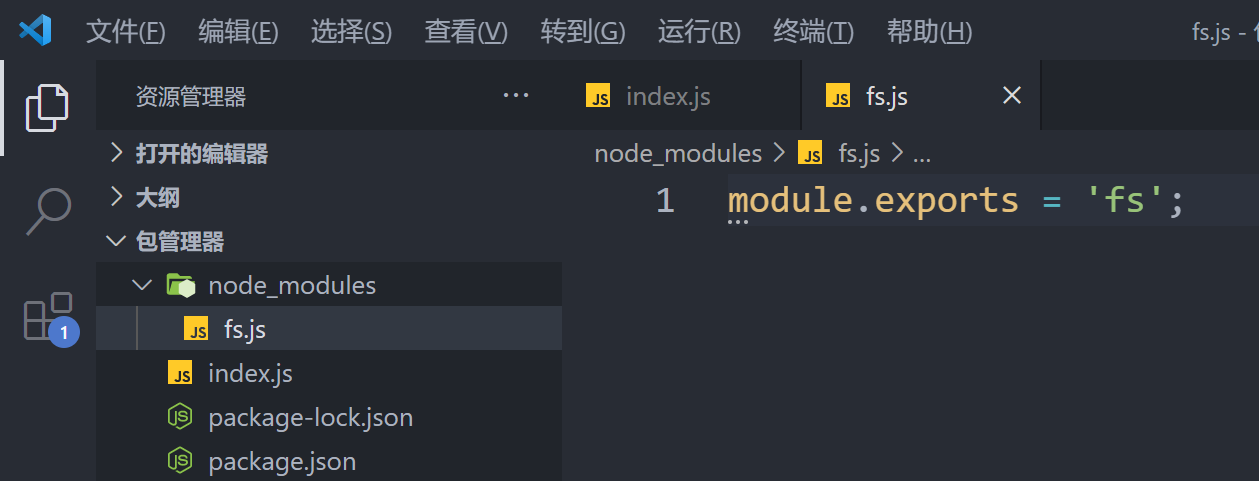 文件(F) 编辑(E) 选择(S) 查看(V) 转到(G) 运行(R) 终端(T) 帮助(H) fs.js -
资源管理器 ···
JS index.js
JS fs.js
打开的编辑器
node_modules > JS fs.js > ...
大纲
1 module.exports = 'fs';
包管理器
node_modules
JS fs.js
1
JS index.js
JS package-lock.json
JS package.json